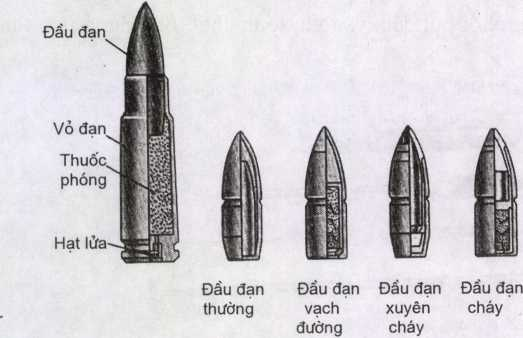 Đầu đạn
Vỏ đạn
Thuốc
phóng
Hạt lửa
Đầu đạn
thường
Đầu đạn
vạch
đường
Đầu đạn
xuyên
cháy
Đầu đạn
cháy